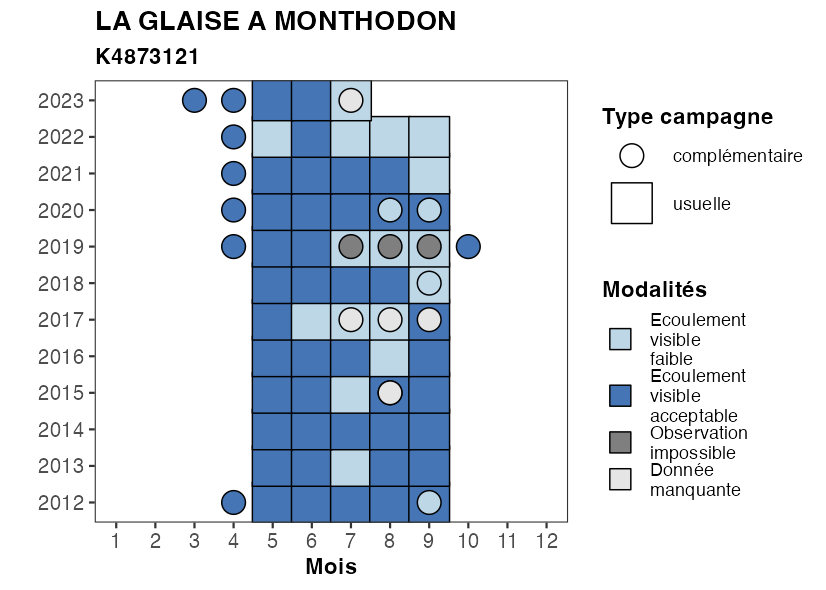 LA GLAISE A MONTHODON
K4873121
2023
2022
2021
2020
2019
2018
2017
2016
2015
2014
2013
2012
1 2 3 4 5 6 7 8 9 10 11 12
Mois
Type campagne
complémentaire
usuelle
Modalités
Ecoulement
visible
faible
Ecoulement
visible
acceptable
Observation
impossible
Donnée
manquante